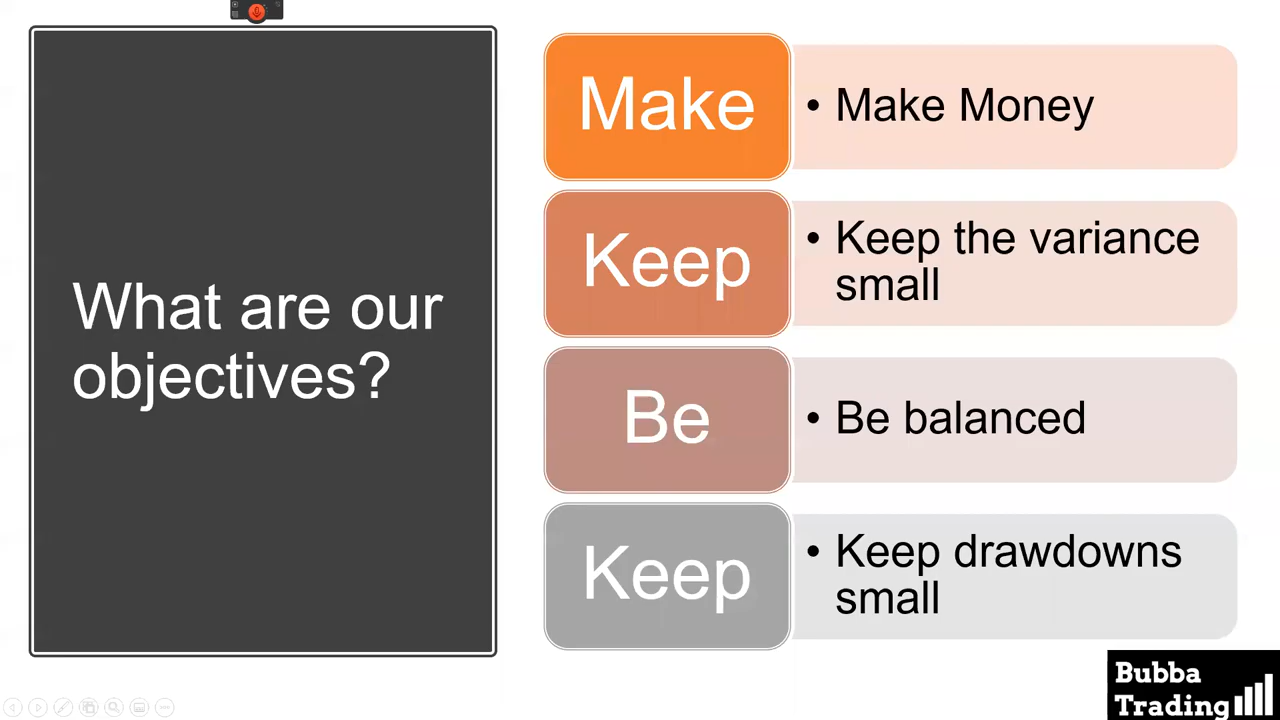 What are our
objectives?
Make
• Make Money
Keep
• Keep the variance
small
Be
• Be balanced
Keep
• Keep drawdowns
small
Bubba
Trading